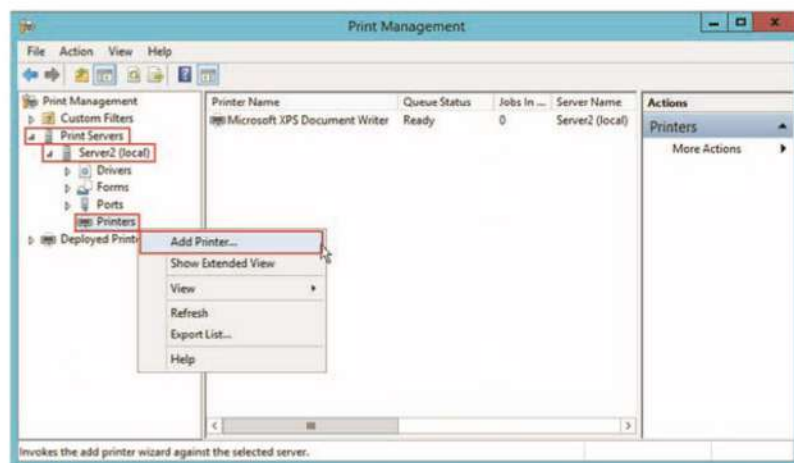 Print Management
File Action View Help
Print Management
Custom Filters
Print Servers
Server2 (local)
Drivers
Forms
Ports
Printers
Deployed Print
Printer Name Queue Status Jobs In ... Server Name
Microsoft XPS Document Writer Ready 0 Server2 (local)
Add Printer...
Show Extended View
View
Refresh
Export List...
Help
Actions
Printers
More Actions
Invokes the add printer wizard against the selected server.